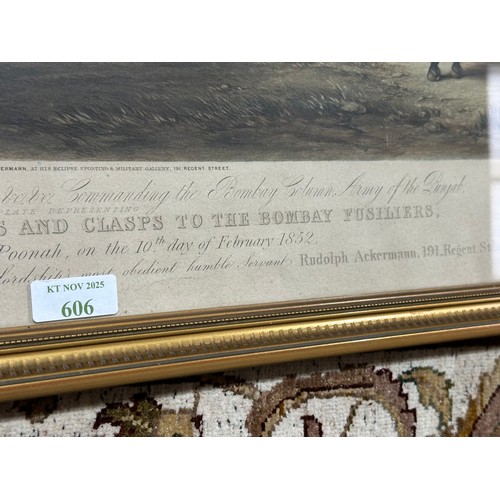 ERMANN, AT HIS ECLIPSE SPORTING & MILITARY GALLERY, 191 REGENT STREET.
&c, &c, Commanding the Bombay Column, Army of the Punjab,
PLATE REPRESENTING
S AND CLASPS TO THE BOMBAY FUSILIERS,
Poonah, on the 10th day of February 1852,
Lordship's most obedient humble Servant Rudolph Ackermann, 191, Regent St
KT NOV 2025
606